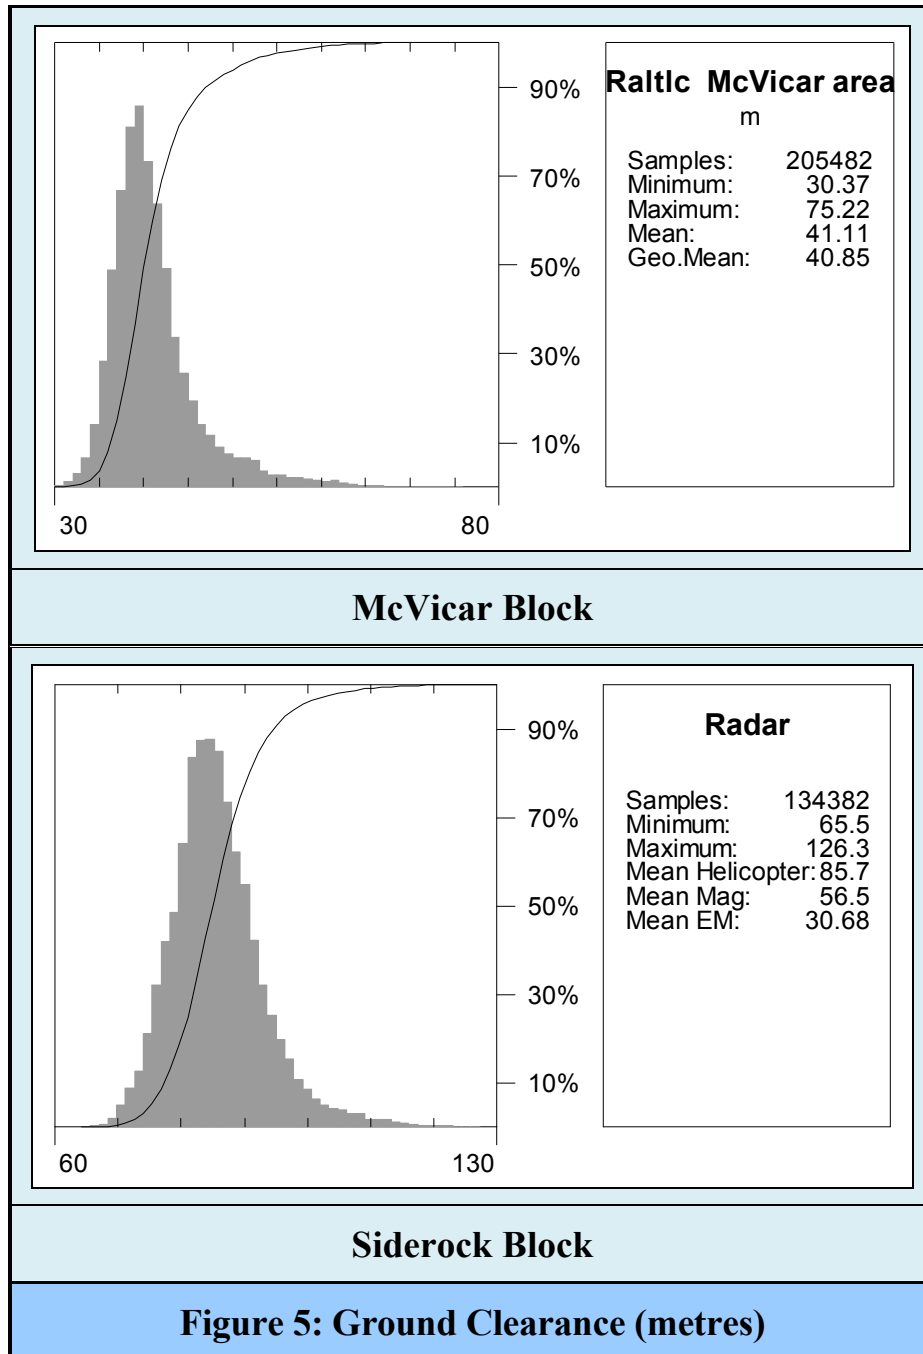 90%
70%
50%
30%
10%
30 80
Raltlc McVicar area
m
Samples: 205482
Minimum: 30.37
Maximum: 75.22
Mean: 41.11
Geo.Mean: 40.85
McVicar Block
90%
70%
50%
30%
10%
60 130
Radar
Samples: 134382
Minimum: 65.5
Maximum: 126.3
Mean Helicopter: 85.7
Mean Mag: 56.5
Mean EM: 30.68
Siderock Block
Figure 5: Ground Clearance (metres)